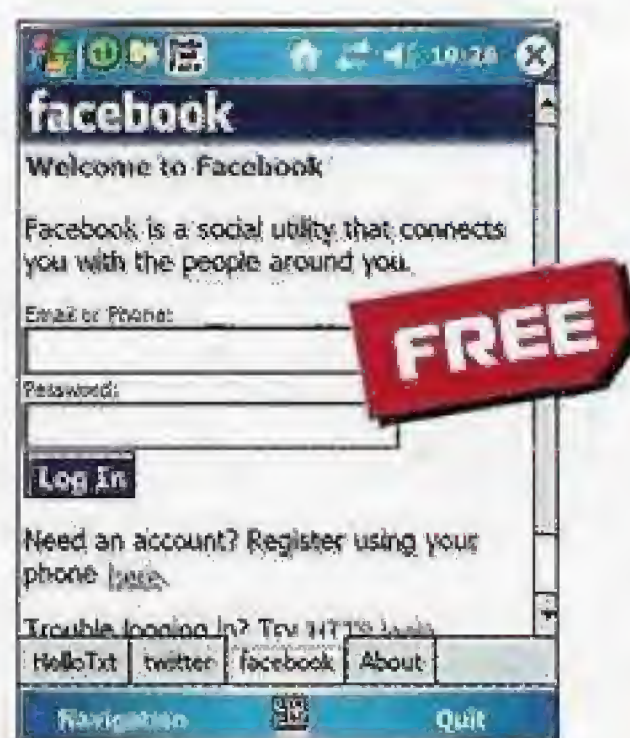 facebook
Welcome to Facebook
Facebook is a social utility that connects
you with the people around you.
Email or Phone:
FREE
Password:
Log In
Need an account? Register using your
phone here.
Trouble logging in? Try
HelloTxt twitter facebook About
Navigation Quit